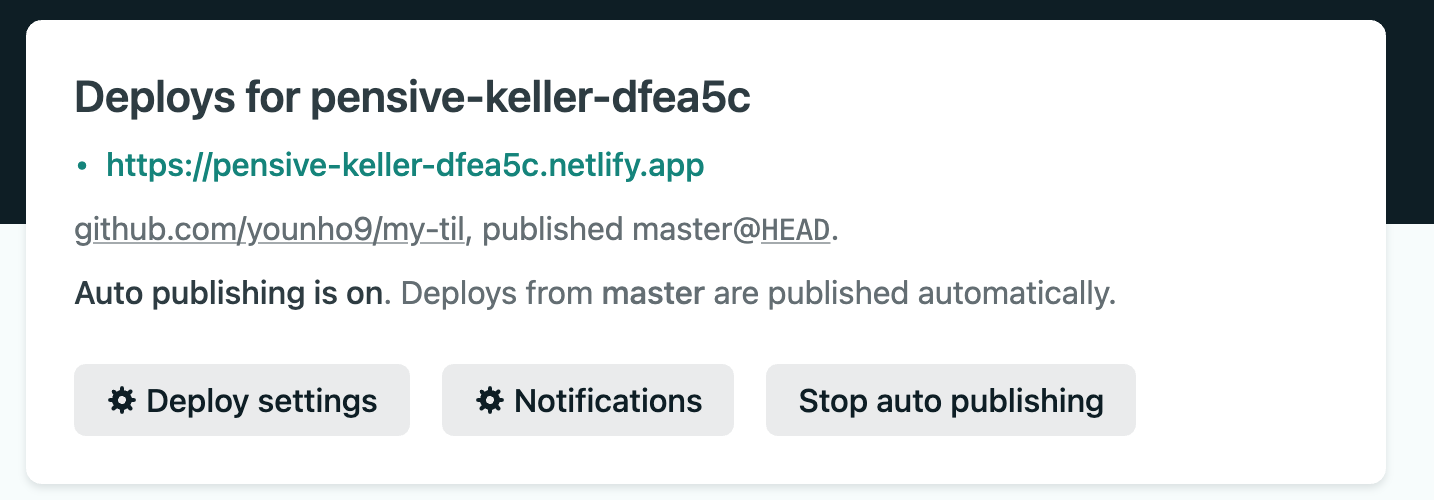 Deploys for pensive-keller-dfea5c
• https://pensive-keller-dfea5c.netlify.app
github.com/younho9/my-til, published master@HEAD.
Auto publishing is on. Deploys from master are published automatically.
Deploy settings Notifications Stop auto publishing